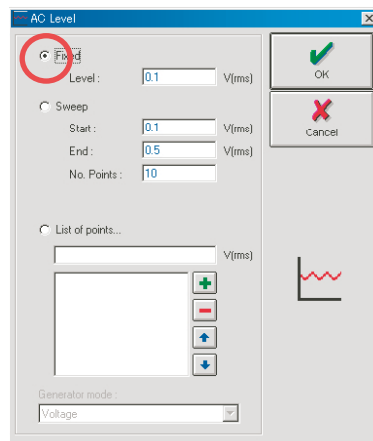 AC Level
Fixed
Level : 0.1 V(rms)
OK
Sweep
Start : 0.1 V(rms)
Cancel
End : 0.5 V(rms)
No. Points : 10
List of points...
V(rms)
Generator mode :
Voltage